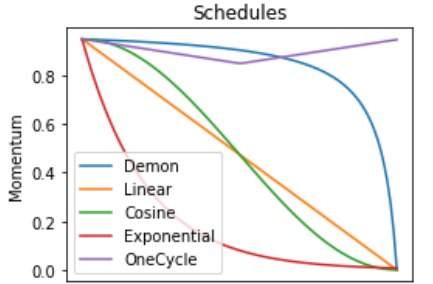 Schedules
Momentum
0.8
0.6
0.4
0.2
0.0
Demon
Linear
Cosine
Exponential
OneCycle